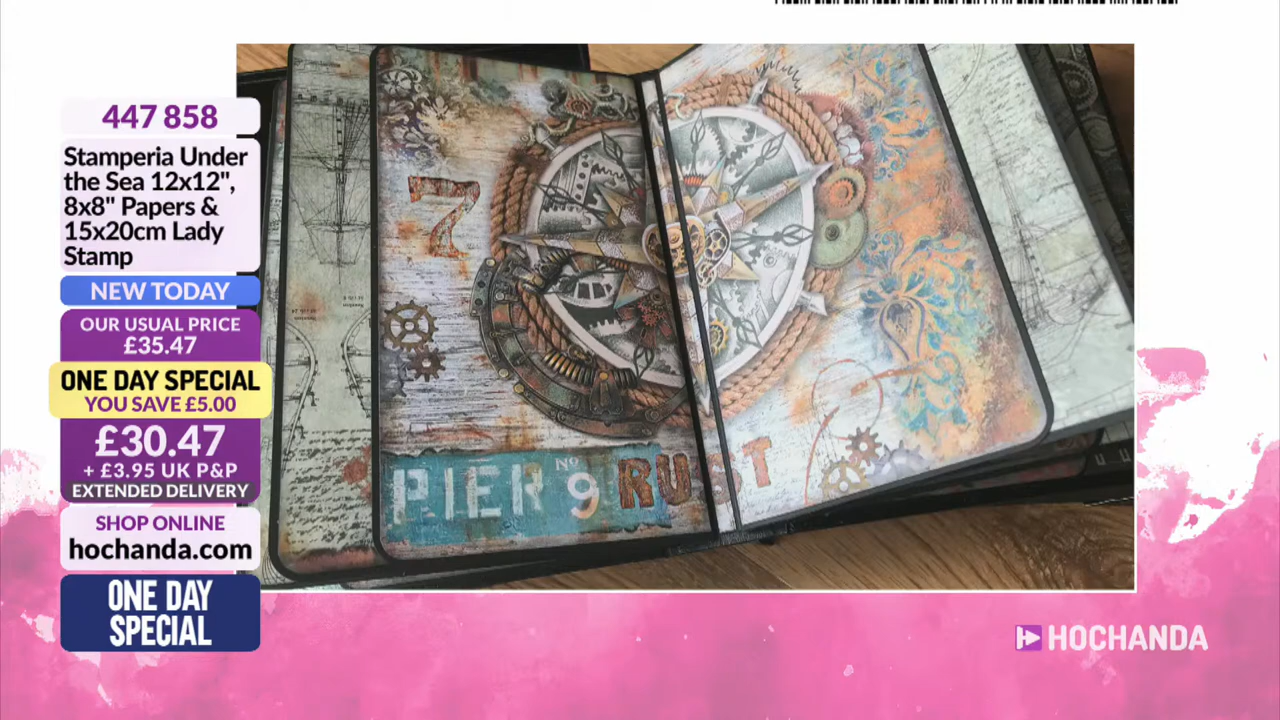 447 858
Stamperia Under
the Sea 12x12",
8x8" Papers &
15x20cm Lady
Stamp
NEW TODAY
OUR USUAL PRICE
£35.47
ONE DAY SPECIAL
YOU SAVE £5.00
£30.47
+ £3.95 UK P&P
EXTENDED DELIVERY
SHOP ONLINE
hochanda.com
ONE DAY
SPECIAL
7
PIER Nº 9 RUST
HOCHANDA